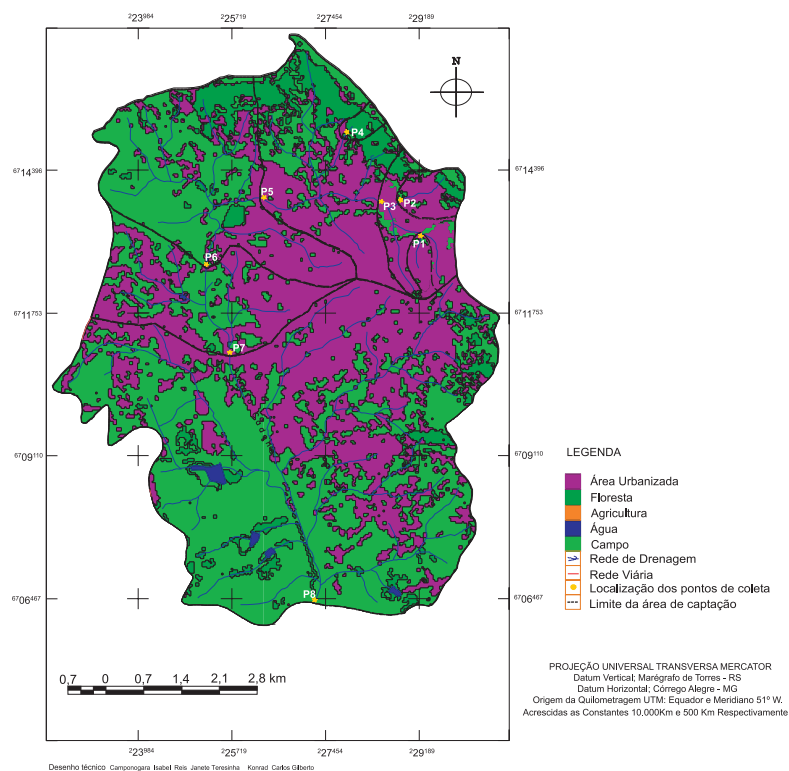 ²23⁹⁶⁴ ²25⁷¹⁹ ²27⁴⁵⁴ ²29¹⁸⁹
N
P4
⁶⁷14³⁹⁶ ⁶⁷14³⁹⁶
P5
P3
P2
P1
P6
⁶⁷11⁷⁵³ ⁶⁷11⁷⁵³
P7
⁶⁷09¹¹⁰ ⁶⁷09¹¹⁰
LEGENDA
Área Urbanizada
Floresta
Agricultura
Água
Campo
Rede de Drenagem
Rede Viária
Localização dos pontos de coleta
Limite da área de captação
P8
⁶⁷06⁴⁶⁷ ⁶⁷06⁴⁶⁷
0,7 0 0,7 1,4 2,1 2,8 km
PROJEÇÃO UNIVERSAL TRANSVERSA MERCATOR
Datum Vertical; Marégrafo de Torres - RS
Datum Horizontal; Córrego Alegre - MG
Origem da Quilometragem UTM: Equador e Meridiano 51º W.
Acrescidas as Constantes 10,000Km e 500 Km Respectivamente
²23⁹⁶⁴ ²25⁷¹⁹ ²27⁴⁵⁴ ²29¹⁸⁹
Desenho técnico Camponogara Isabel Reis Janete Teresinha Konrad Carlos Gilberto